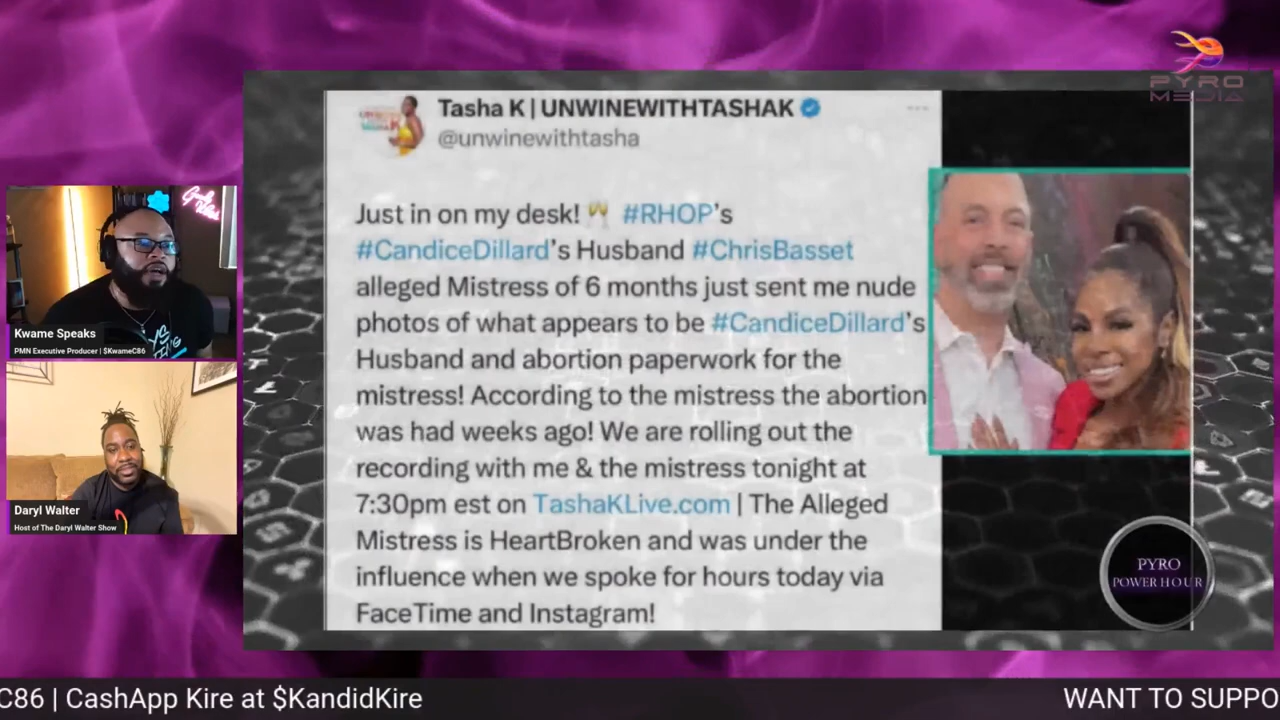 PYRO
MEDIA
Tasha K | UNWINEWITHTASHAK
@unwinewithtasha
Just in on my desk! 🥂 #RHOP's
#CandiceDillard's Husband #ChrisBasset
alleged Mistress of 6 months just sent me nude
photos of what appears to be #CandiceDillard's
Husband and abortion paperwork for the
mistress! According to the mistress the abortion
was had weeks ago! We are rolling out the
recording with me & the mistress tonight at
7:30pm est on TashaKLive.com | The Alleged
Mistress is HeartBroken and was under the
influence when we spoke for hours today via
FaceTime and Instagram!
Kwame Speaks
PMN Executive Producer | $KwameC86
Daryl Walter
Host of The Daryl Walter Show
PYRO
POWER HOUR
C86 | CashApp Kire at $KandidKire
WANT TO SUPPO